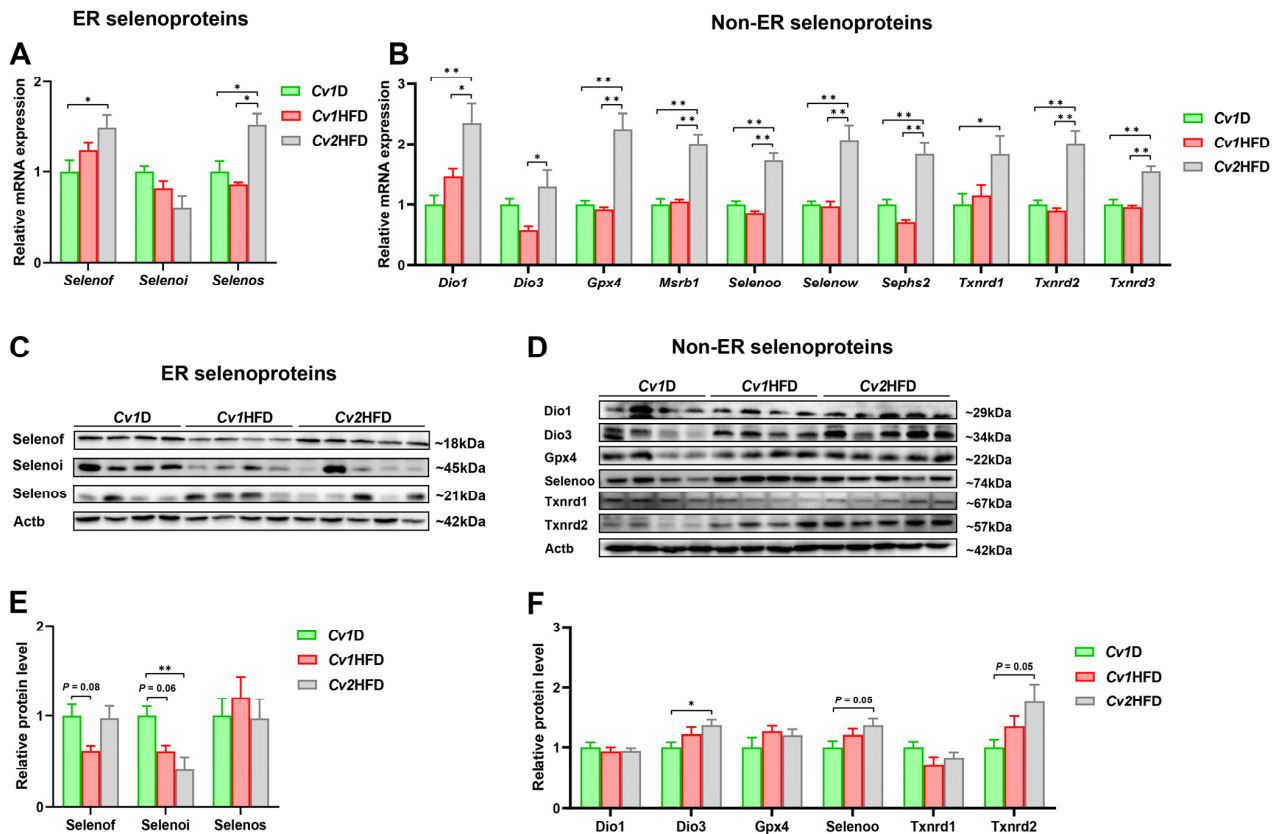 ER selenoproteins
Non-ER selenoproteins
A
B
Relative mRNA expression
2
1
0
*
*
*
Selenof
Selenoi
Selenos
Cv1D
Cv1HFD
Cv2HFD
Relative mRNA expression
3
2
1
0
**
*
*
**
**
**
**
**
**
**
**
**
**
*
**
**
**
**
Dio1
Dio3
Gpx4
Msrb1
Selenoo
Selenow
Sephs2
Txnrd1
Txnrd2
Txnrd3
Cv1D
Cv1HFD
Cv2HFD
C
ER selenoproteins
Cv1D Cv1HFD Cv2HFD
Selenof ~18kDa
Selenoi ~45kDa
Selenos ~21kDa
Actb ~42kDa
D
Non-ER selenoproteins
Cv1D Cv1HFD Cv2HFD
Dio1 ~29kDa
Dio3 ~34kDa
Gpx4 ~22kDa
Selenoo ~74kDa
Txnrd1 ~67kDa
Txnrd2 ~57kDa
Actb ~42kDa
E
Relative protein level
2
1
0
P = 0.08
**
P = 0.06
Selenof
Selenoi
Selenos
Cv1D
Cv1HFD
Cv2HFD
F
Relative protein level
3
2
1
0
*
P = 0.05
P = 0.05
Dio1
Dio3
Gpx4
Selenoo
Txnrd1
Txnrd2
Cv1D
Cv1HFD
Cv2HFD